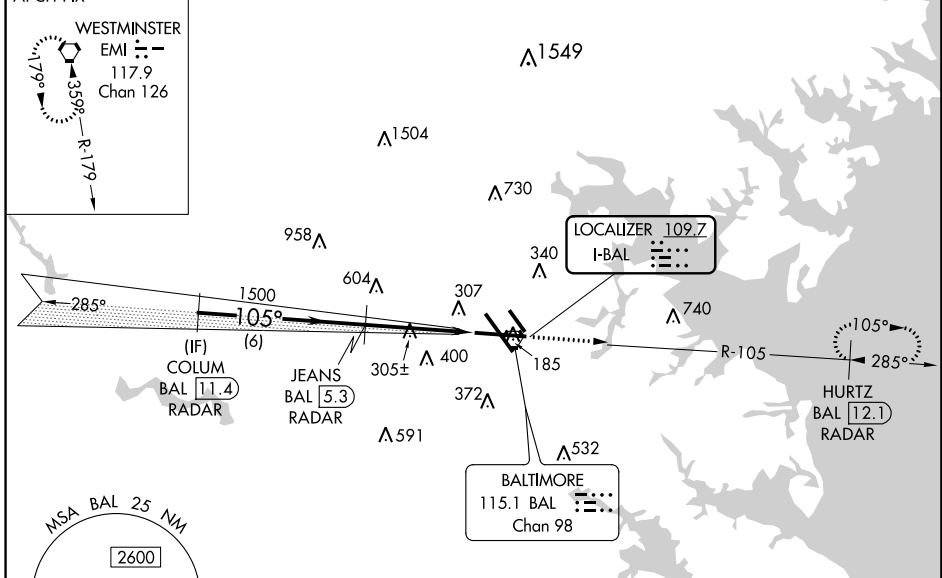 WESTMINSTER
EMI
117.9
Chan 126
179°
359°
R-179
1549
1504
730
958
604
307
340
740
LOCALIZER 109.7
I-BAL
285°
1500
105°
(6)
(IF)
COLUM
BAL 11.4
RADAR
JEANS
BAL 5.3
RADAR
305±
400
372
591
185
532
R-105
105°
285°
HURTZ
BAL 12.1
RADAR
BALTIMORE
115.1 BAL
Chan 98
MSA BAL 25 NM
2600